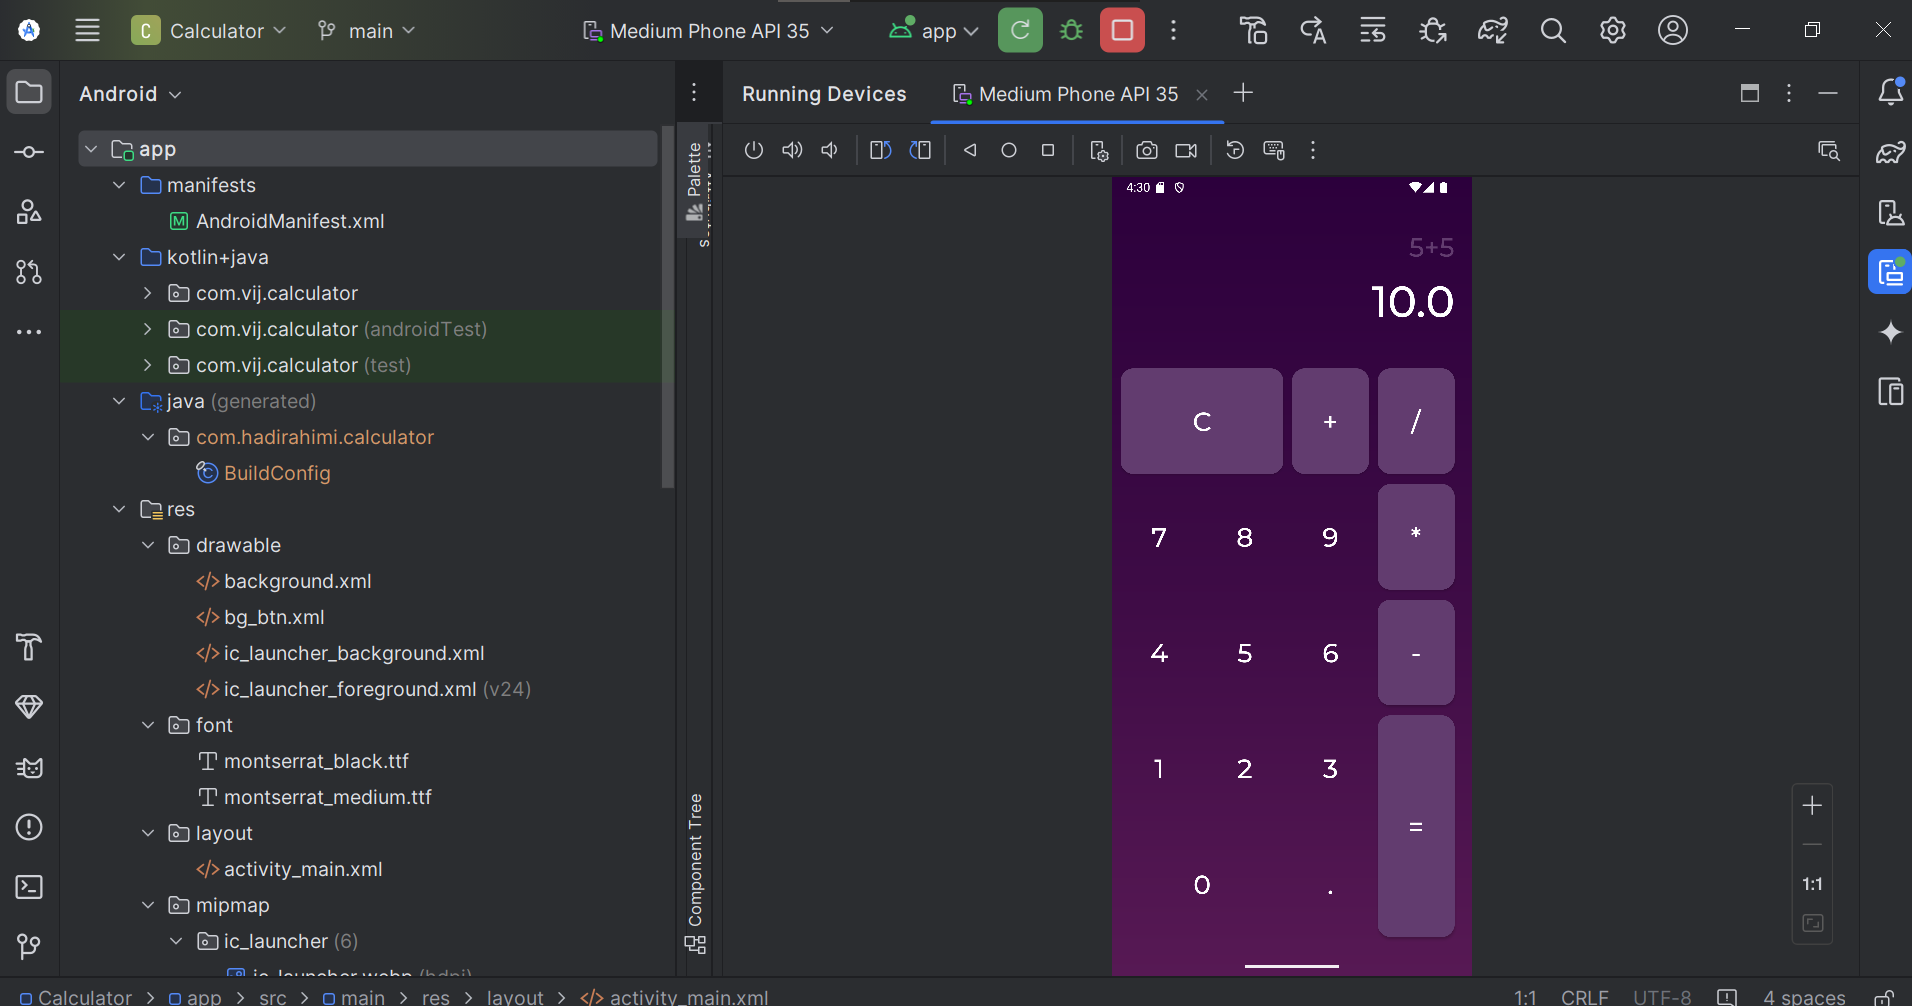 C Calculator main Medium Phone API 35 app
Android
app
manifests
AndroidManifest.xml
kotlin+java
com.vij.calculator
com.vij.calculator (androidTest)
com.vij.calculator (test)
java (generated)
com.hadirahimi.calculator
BuildConfig
res
drawable
background.xml
bg_btn.xml
ic_launcher_background.xml
ic_launcher_foreground.xml (v24)
font
montserrat_black.ttf
montserrat_medium.ttf
layout
activity_main.xml
mipmap
ic_launcher (6)
ic_launcher.webp (hdpi)
Palette
Component Tree
Running Devices Medium Phone API 35
4:30
5+5
10.0
C + /
7 8 9 *
4 5 6 -
1 2 3
=
0 .
1:1
Calculator > app > src > main > res > layout > activity_main.xml
1:1 CRLF UTF-8 4 spaces